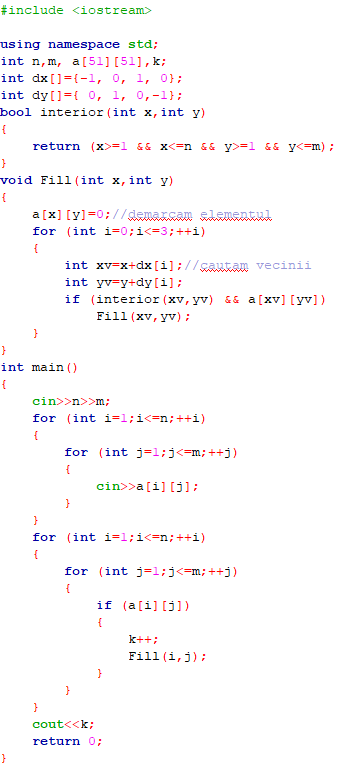 #include <iostream>
using namespace std;
int n,m, a[51][51],k;
int dx[]={-1, 0, 1, 0};
int dy[]={ 0, 1, 0,-1};
bool interior(int x,int y)
{
    return (x>=1 && x<=n && y>=1 && y<=m);
}
void Fill(int x,int y)
{
    a[x][y]=0;//demarcam elementul
    for (int i=0;i<=3;++i)
    {
        int xv=x+dx[i];//cautam vecinii
        int yv=y+dy[i];
        if (interior(xv,yv) && a[xv][yv])
            Fill(xv,yv);
    }
}
int main()
{
    cin>>n>>m;
    for (int i=1;i<=n;++i)
    {
        for (int j=1;j<=m;++j)
        {
            cin>>a[i][j];
        }
    }
    for (int i=1;i<=n;++i)
    {
        for (int j=1;j<=m;++j)
        {
            if (a[i][j])
            {
                k++;
                Fill(i,j);
            }
        }
    }
    cout<<k;
    return 0;
}